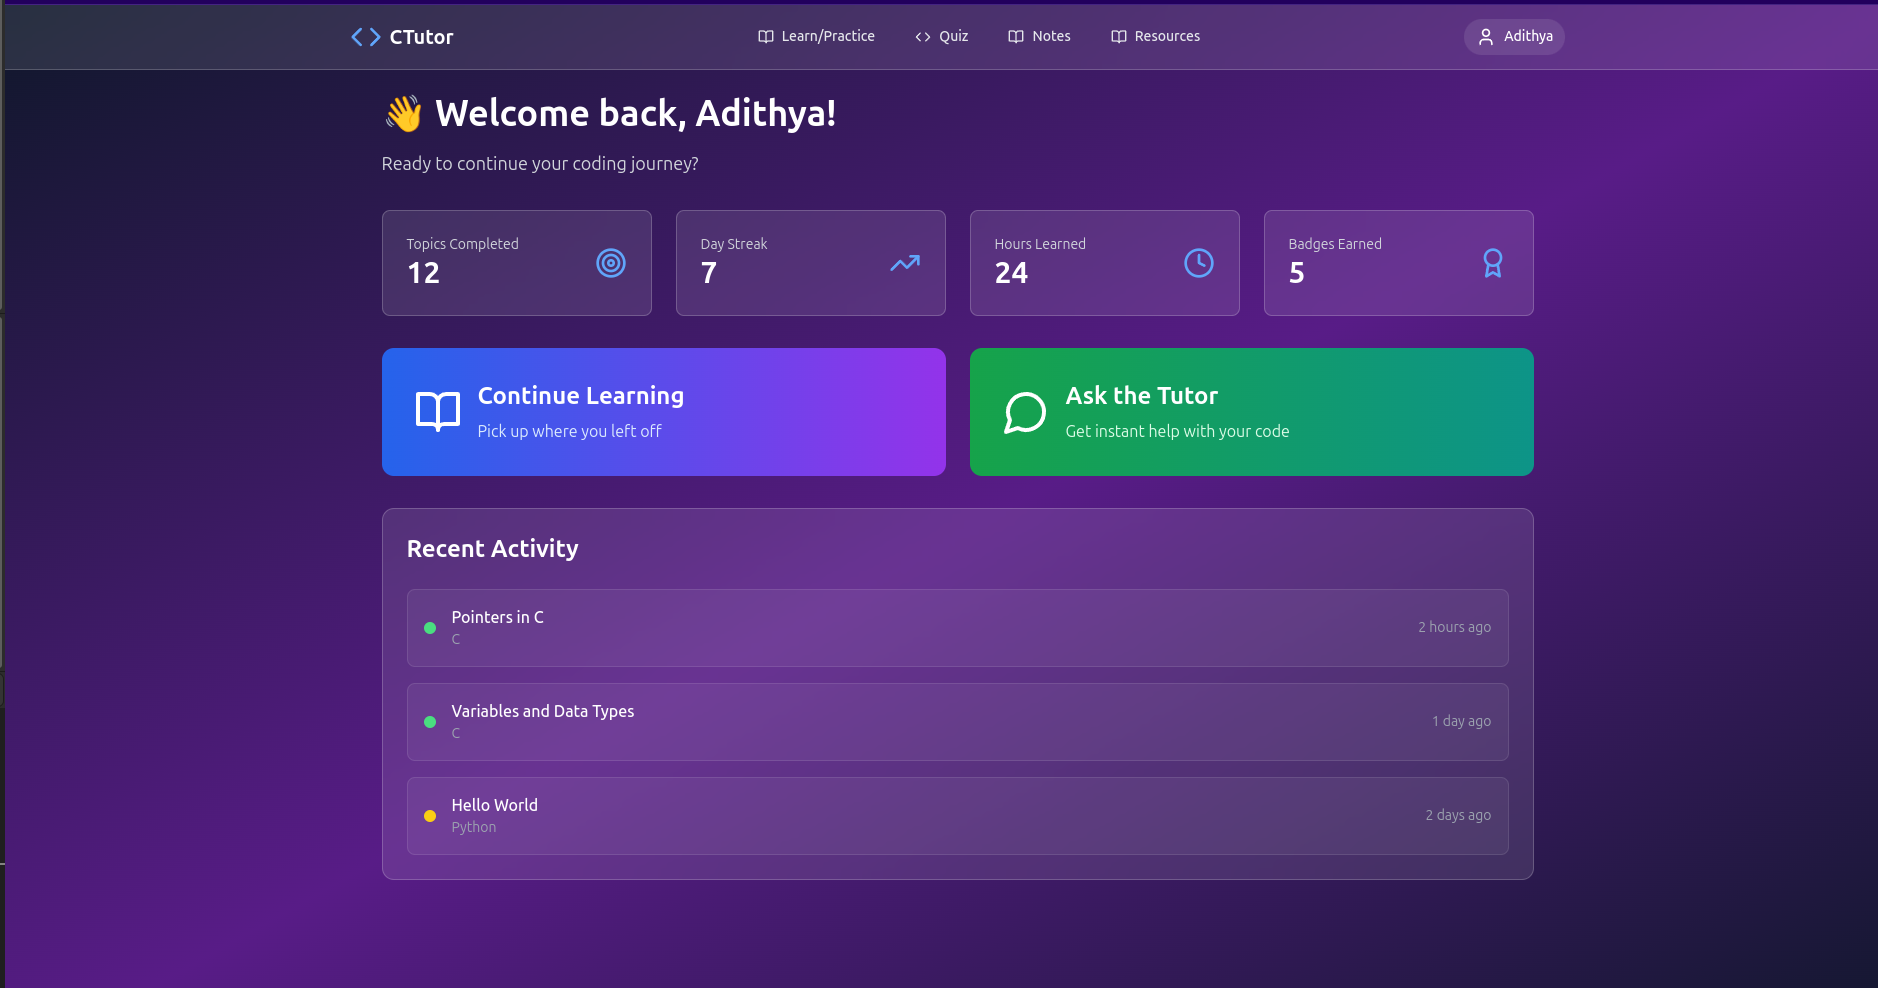 CTutor
Learn/Practice
Quiz
Notes
Resources
Adithya
👋 Welcome back, Adithya!
Ready to continue your coding journey?
Topics Completed
12
Day Streak
7
Hours Learned
24
Badges Earned
5
Continue Learning
Pick up where you left off
Ask the Tutor
Get instant help with your code
Recent Activity
Pointers in C
C
2 hours ago
Variables and Data Types
C
1 day ago
Hello World
Python
2 days ago